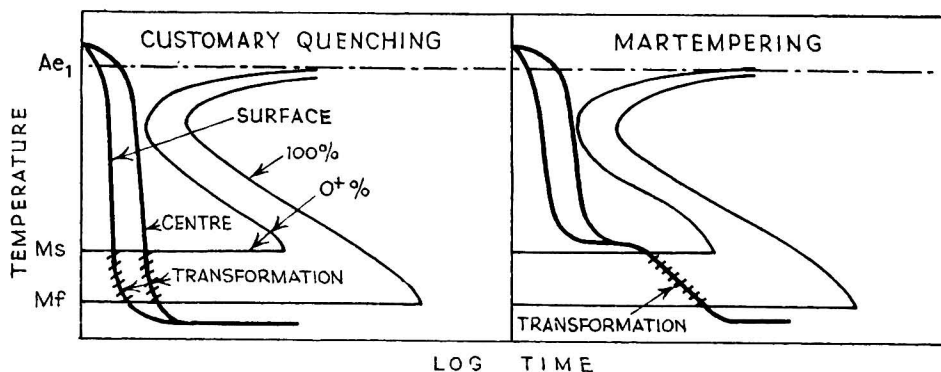 CUSTOMARY QUENCHING
MARTEMPERING
Ae1
SURFACE
100%
0+%
TEMPERATURE
CENTRE
Ms
TRANSFORMATION
Mf
TRANSFORMATION
LOG TIME